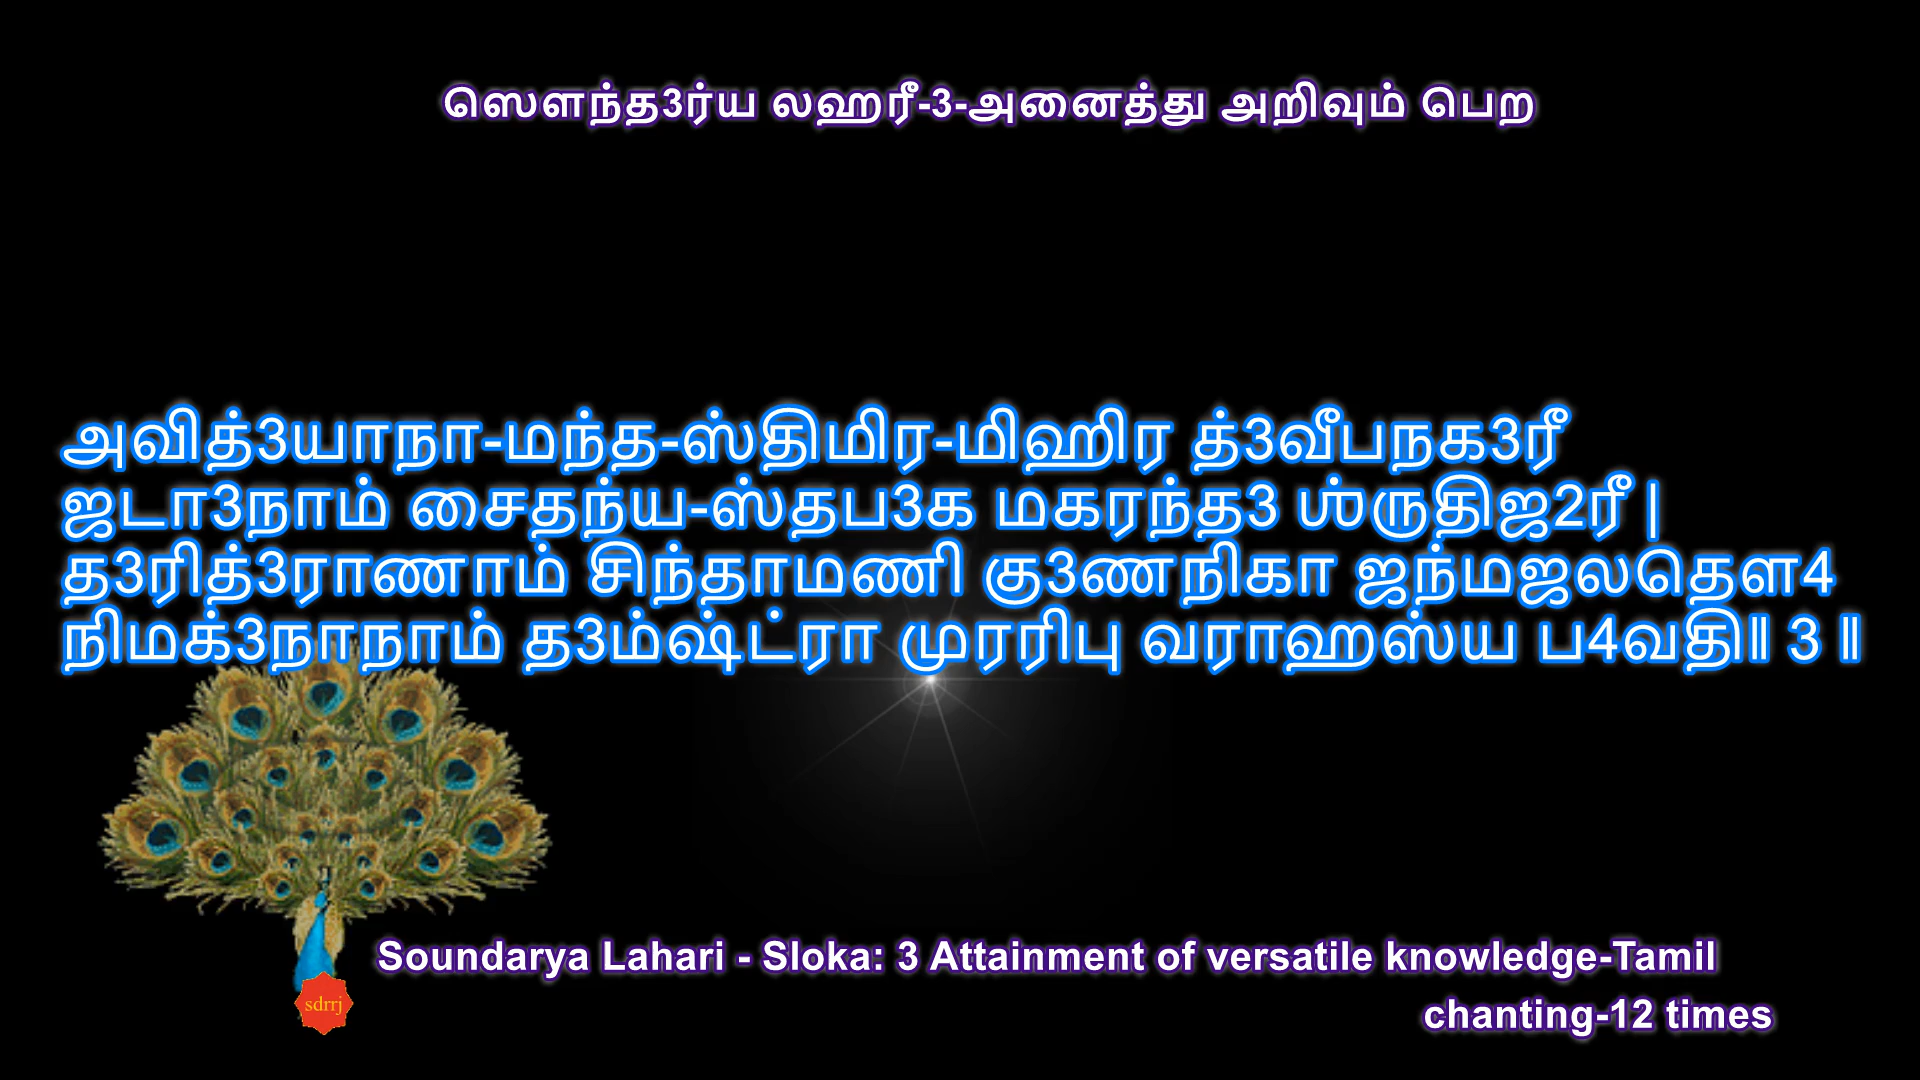 ஸௌந்த3ர்ய லஹரீ-3-அனைத்து அறிவும் பெற
அவித்3யாநா-மந்த-ஸ்திமிர-மிஹிர த்3வீபநக3ரீ
ஜடா3நாம் சைதந்ய-ஸ்தப3க மகரந்த3 ஶ்ருதிஜ2ரீ |
த3ரித்3ராணாம் சிந்தாமணி கு3ணநிகா ஜந்மஜலதௌ4
நிமக்3நாநாம் த3ம்ஷ்ட்ரா முரரிபு வராஹஸ்ய ப4வதி॥ 3 ॥
Soundarya Lahari - Sloka: 3 Attainment of versatile knowledge-Tamil
sdrrj
chanting-12 times